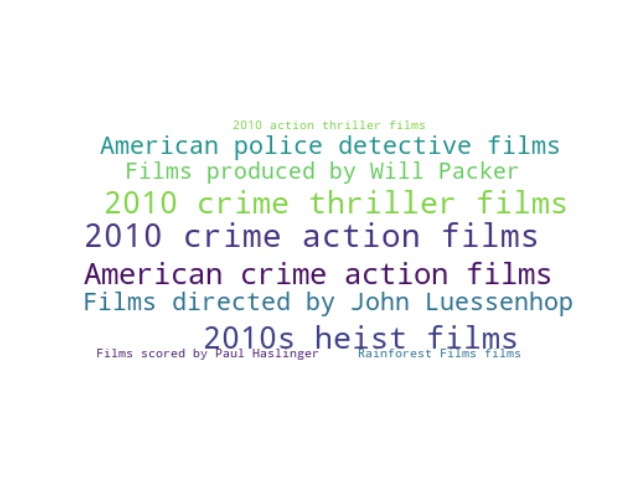 2010 action thriller films
American police detective films
Films produced by Will Packer
2010 crime thriller films
2010 crime action films
American crime action films
Films directed by John Luessenhop
2010s heist films
Films scored by Paul Haslinger
Rainforest Films films